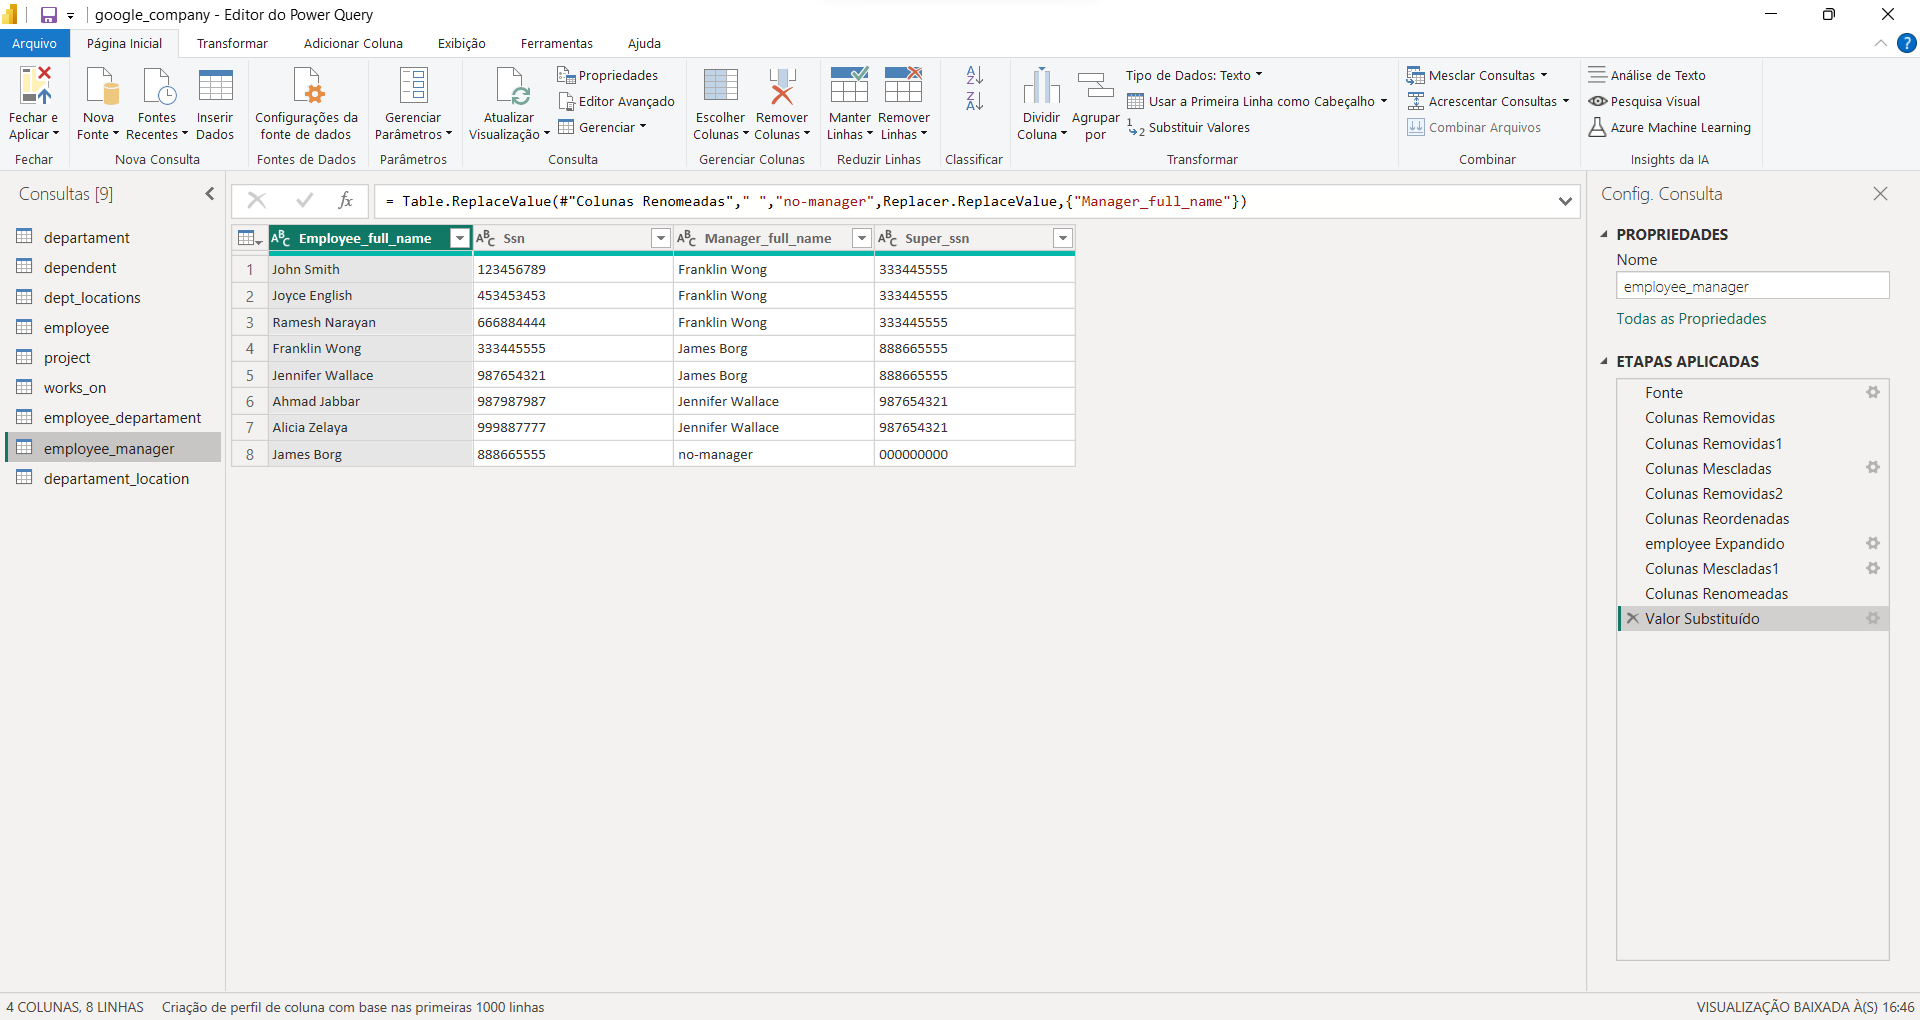 google_company - Editor do Power Query
Arquivo
Página Inicial
Transformar
Adicionar Coluna
Exibição
Ferramentas
Ajuda
?
Fechar e
Aplicar
Fechar
Nova
Fonte
Fontes
Recentes
Inserir
Dados
Nova Consulta
Configurações da
fonte de dados
Fontes de Dados
Gerenciar
Parâmetros
Parâmetros
Atualizar
Visualização
Propriedades
Editor Avançado
Gerenciar
Consulta
Escolher
Colunas
Remover
Colunas
Gerenciar Colunas
Manter
Linhas
Remover
Linhas
Reduzir Linhas
A
Z
Z
A
Classificar
Dividir
Coluna
Agrupar
por
Tipo de Dados: Texto
Usar a Primeira Linha como Cabeçalho
1
2
Substituir Valores
Transformar
Mesclar Consultas
Acrescentar Consultas
Combinar Arquivos
Combinar
Análise de Texto
Pesquisa Visual
Azure Machine Learning
Insights da IA
Consultas [9]
departament
dependent
dept_locations
employee
project
works_on
employee_departament
employee_manager
departament_location
fx
= Table.ReplaceValue(#"Colunas Renomeadas"," ","no-manager",Replacer.ReplaceValue,{"Manager_full_name"})
ABC Employee_full_name ABC Ssn ABC Manager_full_name ABC Super_ssn
1 John Smith 123456789 Franklin Wong 333445555
2 Joyce English 453453453 Franklin Wong 333445555
3 Ramesh Narayan 666884444 Franklin Wong 333445555
4 Franklin Wong 333445555 James Borg 888665555
5 Jennifer Wallace 987654321 James Borg 888665555
6 Ahmad Jabbar 987987987 Jennifer Wallace 987654321
7 Alicia Zelaya 999887777 Jennifer Wallace 987654321
8 James Borg 888665555 no-manager 000000000
Config. Consulta
PROPRIEDADES
Nome
employee_manager
Todas as Propriedades
ETAPAS APLICADAS
Fonte
Colunas Removidas
Colunas Removidas1
Colunas Mescladas
Colunas Removidas2
Colunas Reordenadas
employee Expandido
Colunas Mescladas1
Colunas Renomeadas
Valor Substituído
4 COLUNAS, 8 LINHAS
Criação de perfil de coluna com base nas primeiras 1000 linhas
VISUALIZAÇÃO BAIXADA À(S) 16:46